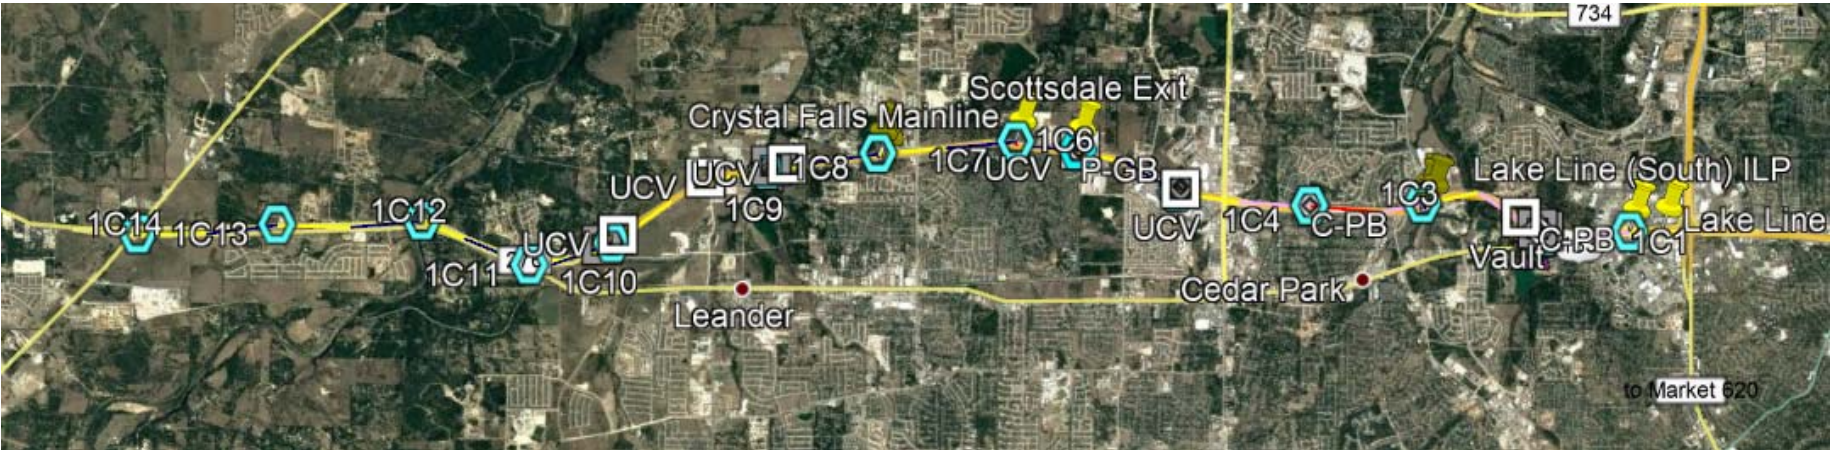 734
Scottsdale Exit
Crystal Falls Mainline
1C6
1C7
UCV
P-GB
1C8
UCV
UCV
1C9
Lake Line (South) ILP
1C3
Lake Line
1C14
1C13
1C12
UCV
1C4
C-PB
UCV
C-PB
1C1
Vault
1C11
1C10
Cedar Park
Leander
to Market 620